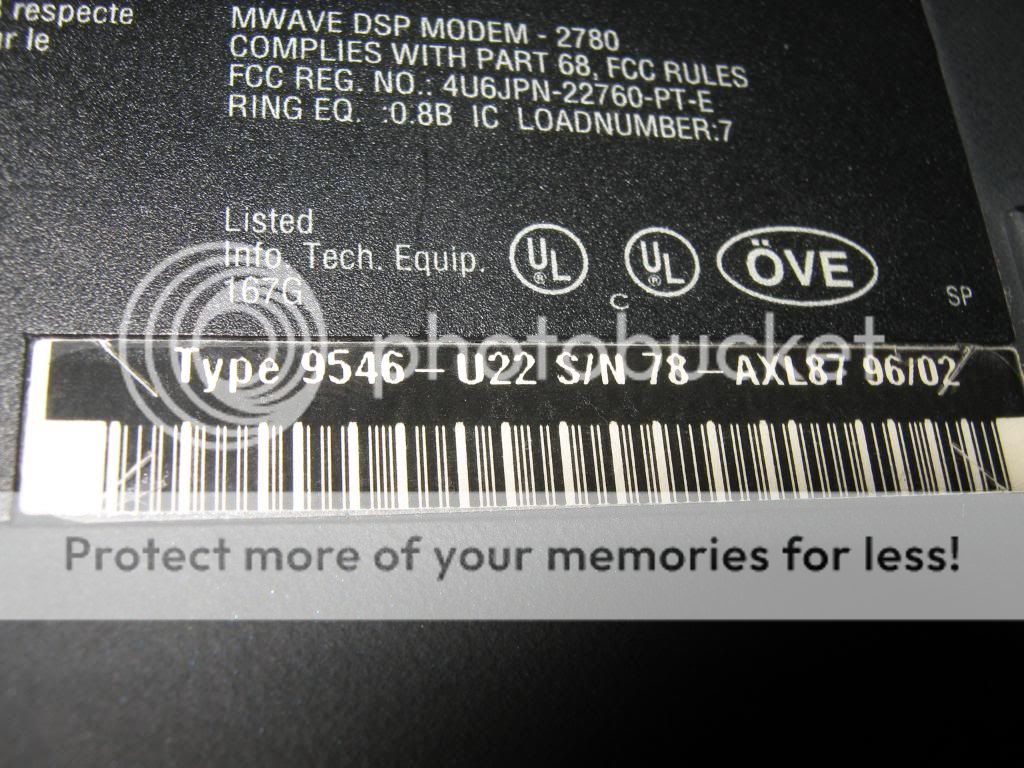 respecte
r le
MWAVE DSP MODEM - 2780
COMPLIES WITH PART 68, FCC RULES
FCC REG. NO.: 4U6JPN-22760-PT-E
RING EQ. :0.8B IC LOADNUMBER:7
Listed
Info. Tech. Equip.
167G
UL
®
C
UL
®
ÖVE
SP
photobucket
Type 9546-U22 S/N 78-AXL87 96/02
Protect more of your memories for less!